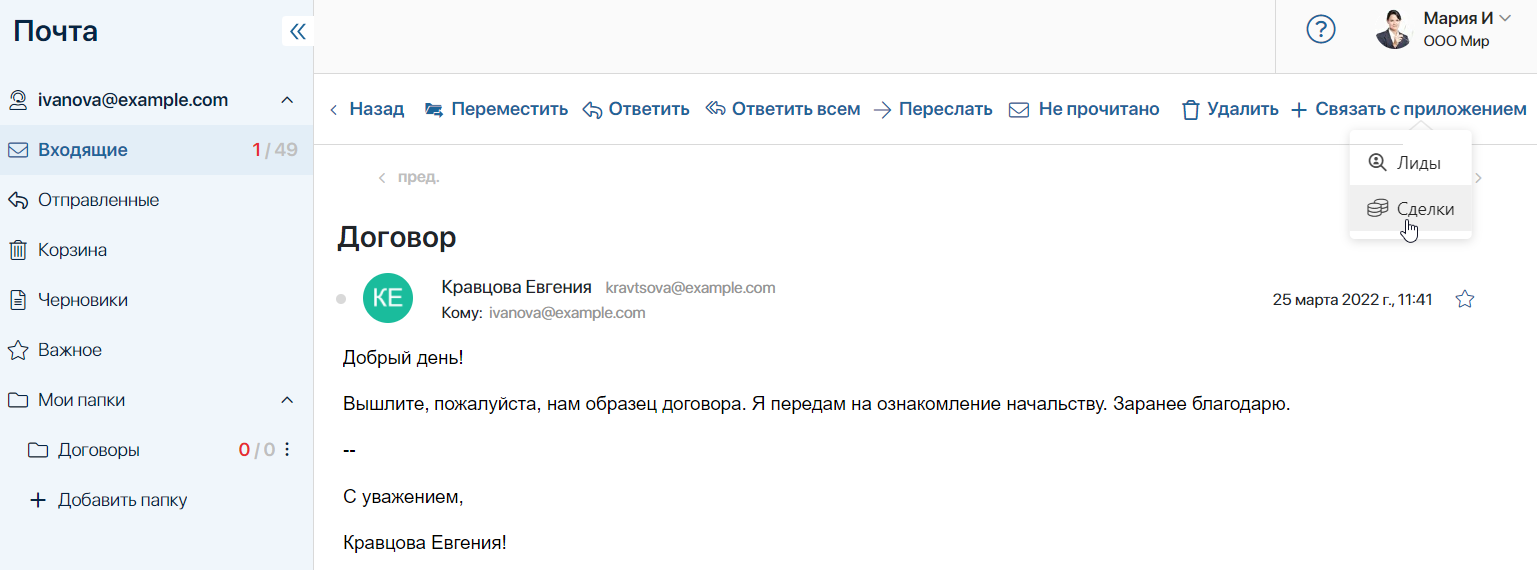 Почта
ivanova@example.com
Входящие 1 / 49
Отправленные
Корзина
Черновики
Важное
Мои папки
Договоры 0 / 0
Добавить папку
? Мария И
ООО Мир
Назад Переместить Ответить Ответить всем Переслать Не прочитано Удалить Связать с приложением
Лиды
Сделки
пред.
Договор
КЕ Кравцова Евгения kravtsova@example.com
Кому: ivanova@example.com
25 марта 2022 г., 11:41
Добрый день!
Вышлите, пожалуйста, нам образец договора. Я передам на ознакомление начальству. Заранее благодарю.
--
С уважением,
Кравцова Евгения!